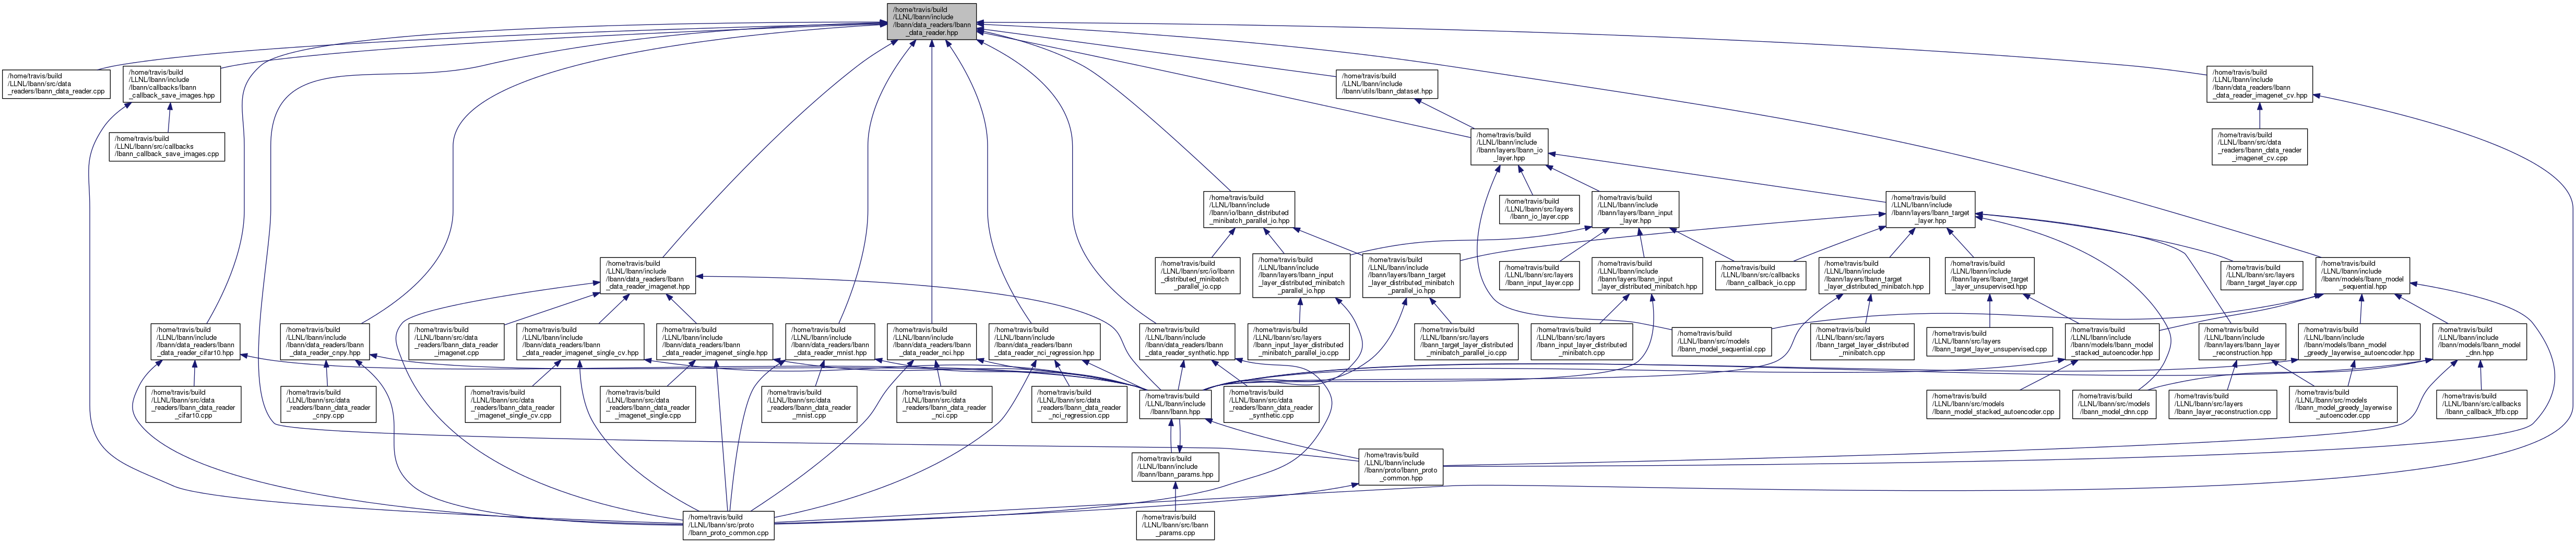 /home/travis/build
/LLNL/lbann/include
/lbann/data_readers/lbann
_data_reader.hpp
/home/travis/build
/LLNL/lbann/src/data
_readers/lbann_data_reader.cpp
/home/travis/build
/LLNL/lbann/include
/lbann/callbacks/lbann
_callback_save_images.hpp
/home/travis/build
/LLNL/lbann/include
/lbann/utils/lbann_dataset.hpp
/home/travis/build
/LLNL/lbann/include
/lbann/data_readers/lbann
_data_reader_imagenet_cv.hpp
/home/travis/build
/LLNL/lbann/src/callbacks
/lbann_callback_save_images.cpp
/home/travis/build
/LLNL/lbann/include
/lbann/layers/lbann_io
_layer.hpp
/home/travis/build
/LLNL/lbann/src/data
_readers/lbann_data_reader
_imagenet_cv.cpp
/home/travis/build
/LLNL/lbann/include
/lbann/io/lbann_distributed
_minibatch_parallel_io.hpp
/home/travis/build
/LLNL/lbann/src/layers
/lbann_io_layer.cpp
/home/travis/build
/LLNL/lbann/include
/lbann/layers/lbann_input
_layer.hpp
/home/travis/build
/LLNL/lbann/include
/lbann/layers/lbann_target
_layer.hpp
/home/travis/build
/LLNL/lbann/include
/lbann/data_readers/lbann
_data_reader_imagenet.hpp
/home/travis/build
/LLNL/lbann/src/io/lbann
_distributed_minibatch
_parallel_io.cpp
/home/travis/build
/LLNL/lbann/include
/lbann/layers/lbann_input
_layer_distributed_minibatch
_parallel_io.hpp
/home/travis/build
/LLNL/lbann/include
/lbann/layers/lbann_target
_layer_distributed_minibatch
_parallel_io.hpp
/home/travis/build
/LLNL/lbann/src/layers
/lbann_input_layer.cpp
/home/travis/build
/LLNL/lbann/include
/lbann/layers/lbann_input
_layer_distributed_minibatch.hpp
/home/travis/build
/LLNL/lbann/src/callbacks
/lbann_callback_io.cpp
/home/travis/build
/LLNL/lbann/include
/lbann/layers/lbann_target
_layer_distributed_minibatch.hpp
/home/travis/build
/LLNL/lbann/include
/lbann/layers/lbann_target
_layer_unsupervised.hpp
/home/travis/build
/LLNL/lbann/src/layers
/lbann_target_layer.cpp
/home/travis/build
/LLNL/lbann/include
/lbann/models/lbann_model
_sequential.hpp
/home/travis/build
/LLNL/lbann/include
/lbann/data_readers/lbann
_data_reader_cifar10.hpp
/home/travis/build
/LLNL/lbann/include
/lbann/data_readers/lbann
_data_reader_cnpy.hpp
/home/travis/build
/LLNL/lbann/src/data
_readers/lbann_data_reader
_imagenet.cpp
/home/travis/build
/LLNL/lbann/include
/lbann/data_readers/lbann
_data_reader_imagenet_single_cv.hpp
/home/travis/build
/LLNL/lbann/include
/lbann/data_readers/lbann
_data_reader_imagenet_single.hpp
/home/travis/build
/LLNL/lbann/include
/lbann/data_readers/lbann
_data_reader_mnist.hpp
/home/travis/build
/LLNL/lbann/include
/lbann/data_readers/lbann
_data_reader_nci.hpp
/home/travis/build
/LLNL/lbann/include
/lbann/data_readers/lbann
_data_reader_nci_regression.hpp
/home/travis/build
/LLNL/lbann/include
/lbann/data_readers/lbann
_data_reader_synthetic.hpp
/home/travis/build
/LLNL/lbann/src/layers
/lbann_input_layer_distributed
_minibatch_parallel_io.cpp
/home/travis/build
/LLNL/lbann/src/layers
/lbann_target_layer_distributed
_minibatch_parallel_io.cpp
/home/travis/build
/LLNL/lbann/src/layers
/lbann_input_layer_distributed
_minibatch.cpp
/home/travis/build
/LLNL/lbann/src/models
/lbann_model_sequential.cpp
/home/travis/build
/LLNL/lbann/src/layers
/lbann_target_layer_distributed
_minibatch.cpp
/home/travis/build
/LLNL/lbann/src/layers
/lbann_target_layer_unsupervised.cpp
/home/travis/build
/LLNL/lbann/include
/lbann/models/lbann_model
_stacked_autoencoder.hpp
/home/travis/build
/LLNL/lbann/include
/lbann/layers/lbann_layer
_reconstruction.hpp
/home/travis/build
/LLNL/lbann/include
/lbann/models/lbann_model
_greedy_layerwise_autoencoder.hpp
/home/travis/build
/LLNL/lbann/include
/lbann/models/lbann_model
_dnn.hpp
/home/travis/build
/LLNL/lbann/src/data
_readers/lbann_data_reader
_cifar10.cpp
/home/travis/build
/LLNL/lbann/src/data
_readers/lbann_data_reader
_cnpy.cpp
/home/travis/build
/LLNL/lbann/src/data
_readers/lbann_data_reader
_imagenet_single_cv.cpp
/home/travis/build
/LLNL/lbann/src/data
_readers/lbann_data_reader
_imagenet_single.cpp
/home/travis/build
/LLNL/lbann/src/data
_readers/lbann_data_reader
_mnist.cpp
/home/travis/build
/LLNL/lbann/src/data
_readers/lbann_data_reader
_nci.cpp
/home/travis/build
/LLNL/lbann/src/data
_readers/lbann_data_reader
_nci_regression.cpp
/home/travis/build
/LLNL/lbann/include
/lbann/lbann.hpp
/home/travis/build
/LLNL/lbann/src/data
_readers/lbann_data_reader
_synthetic.cpp
/home/travis/build
/LLNL/lbann/src/models
/lbann_model_stacked_autoencoder.cpp
/home/travis/build
/LLNL/lbann/src/models
/lbann_model_dnn.cpp
/home/travis/build
/LLNL/lbann/src/layers
/lbann_layer_reconstruction.cpp
/home/travis/build
/LLNL/lbann/src/models
/lbann_model_greedy_layerwise
_autoencoder.cpp
/home/travis/build
/LLNL/lbann/src/callbacks
/lbann_callback_ltfb.cpp
/home/travis/build
/LLNL/lbann/include
/lbann/lbann_params.hpp
/home/travis/build
/LLNL/lbann/include
/lbann/proto/lbann_proto
_common.hpp
/home/travis/build
/LLNL/lbann/src/proto
/lbann_proto_common.cpp
/home/travis/build
/LLNL/lbann/src/lbann
_params.cpp